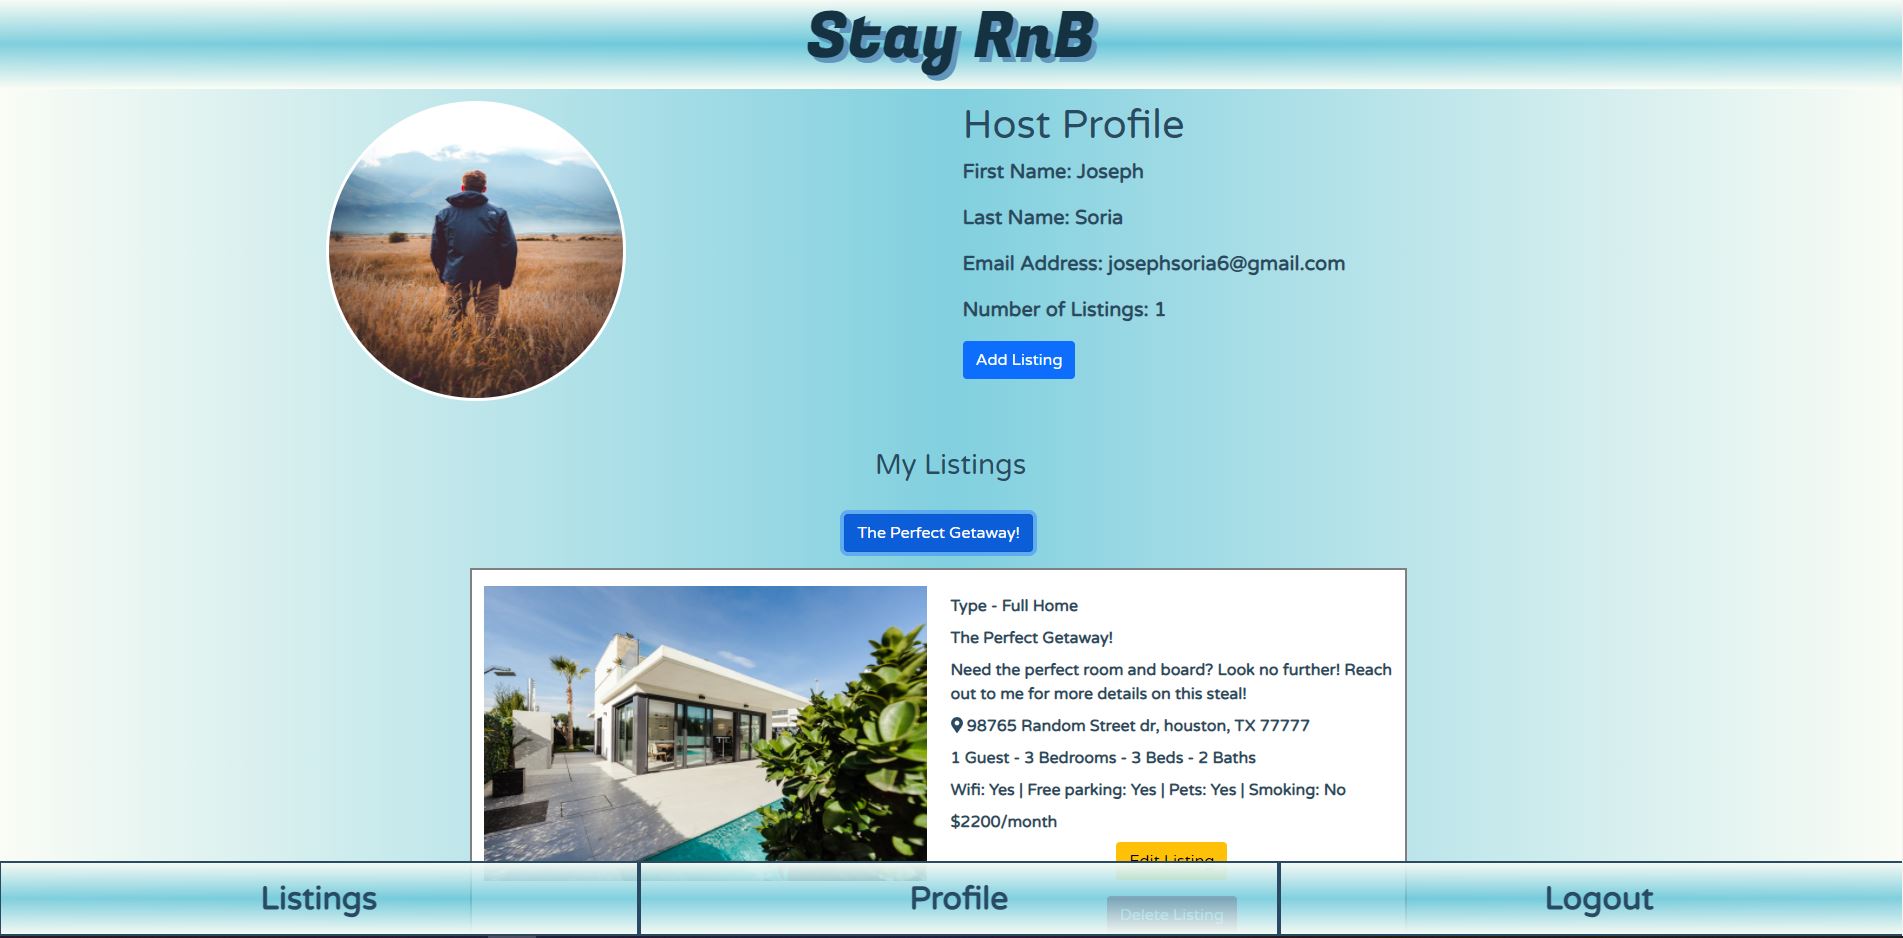 Stay RnB
Host Profile
First Name: Joseph
Last Name: Soria
Email Address: josephsoria6@gmail.com
Number of Listings: 1
Add Listing
My Listings
The Perfect Getaway!
Type - Full Home
The Perfect Getaway!
Need the perfect room and board? Look no further! Reach
out to me for more details on this steal!
98765 Random Street dr, houston, TX 77777
1 Guest - 3 Bedrooms - 3 Beds - 2 Baths
Wifi: Yes | Free parking: Yes | Pets: Yes | Smoking: No
$2200/month
Edit Listing
Delete Listing
Listings
Profile
Logout